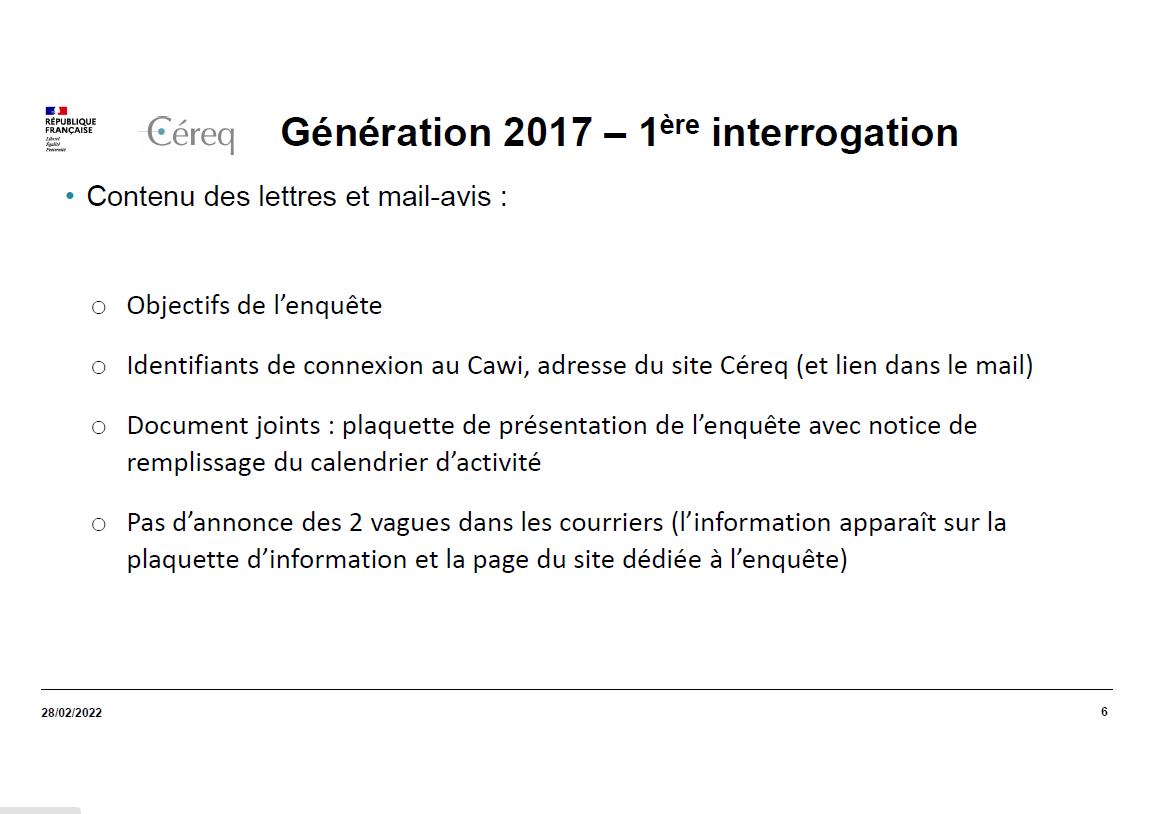 RÉPUBLIQUE
FRANÇAISE
Liberté
Égalité
Fraternité
Céreq
Génération 2017 – 1ère interrogation
• Contenu des lettres et mail-avis :
○ Objectifs de l’enquête
○ Identifiants de connexion au Cawi, adresse du site Céreq (et lien dans le mail)
○ Document joints : plaquette de présentation de l’enquête avec notice de
remplissage du calendrier d’activité
○ Pas d’annonce des 2 vagues dans les courriers (l’information apparaît sur la
plaquette d’information et la page du site dédiée à l’enquête)
28/02/2022
6